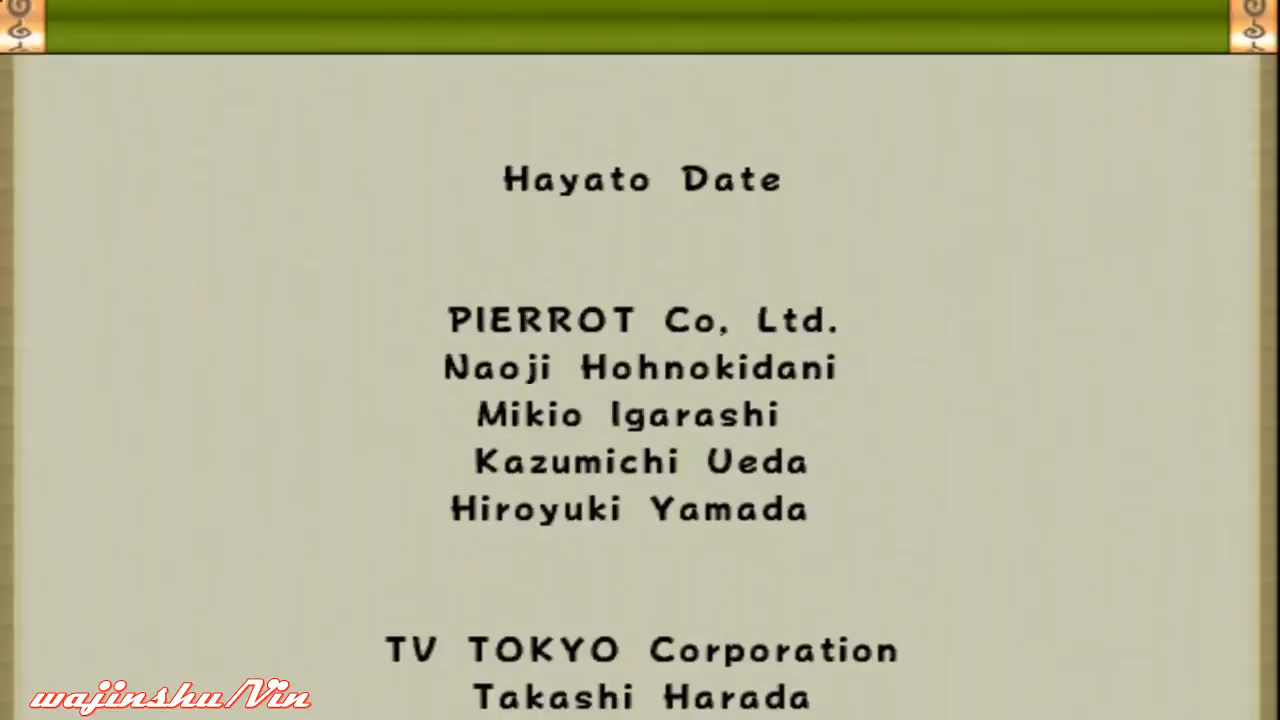 Hayato Date
PIERROT Co, Ltd.
Naoji Hohnokidani
Mikio Igarashi
Kazumichi Ueda
Hiroyuki Yamada
TV TOKYO Corporation
Takashi Harada
wajinshu/Vin